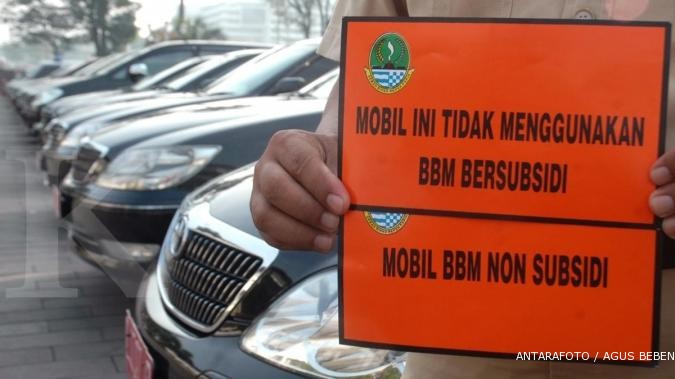 MOBIL INI TIDAK MENGGUNAKAN
BBM BERSUBSIDI
MOBIL BBM NON SUBSIDI
ANTARAFOTO / AGUS BEBEN